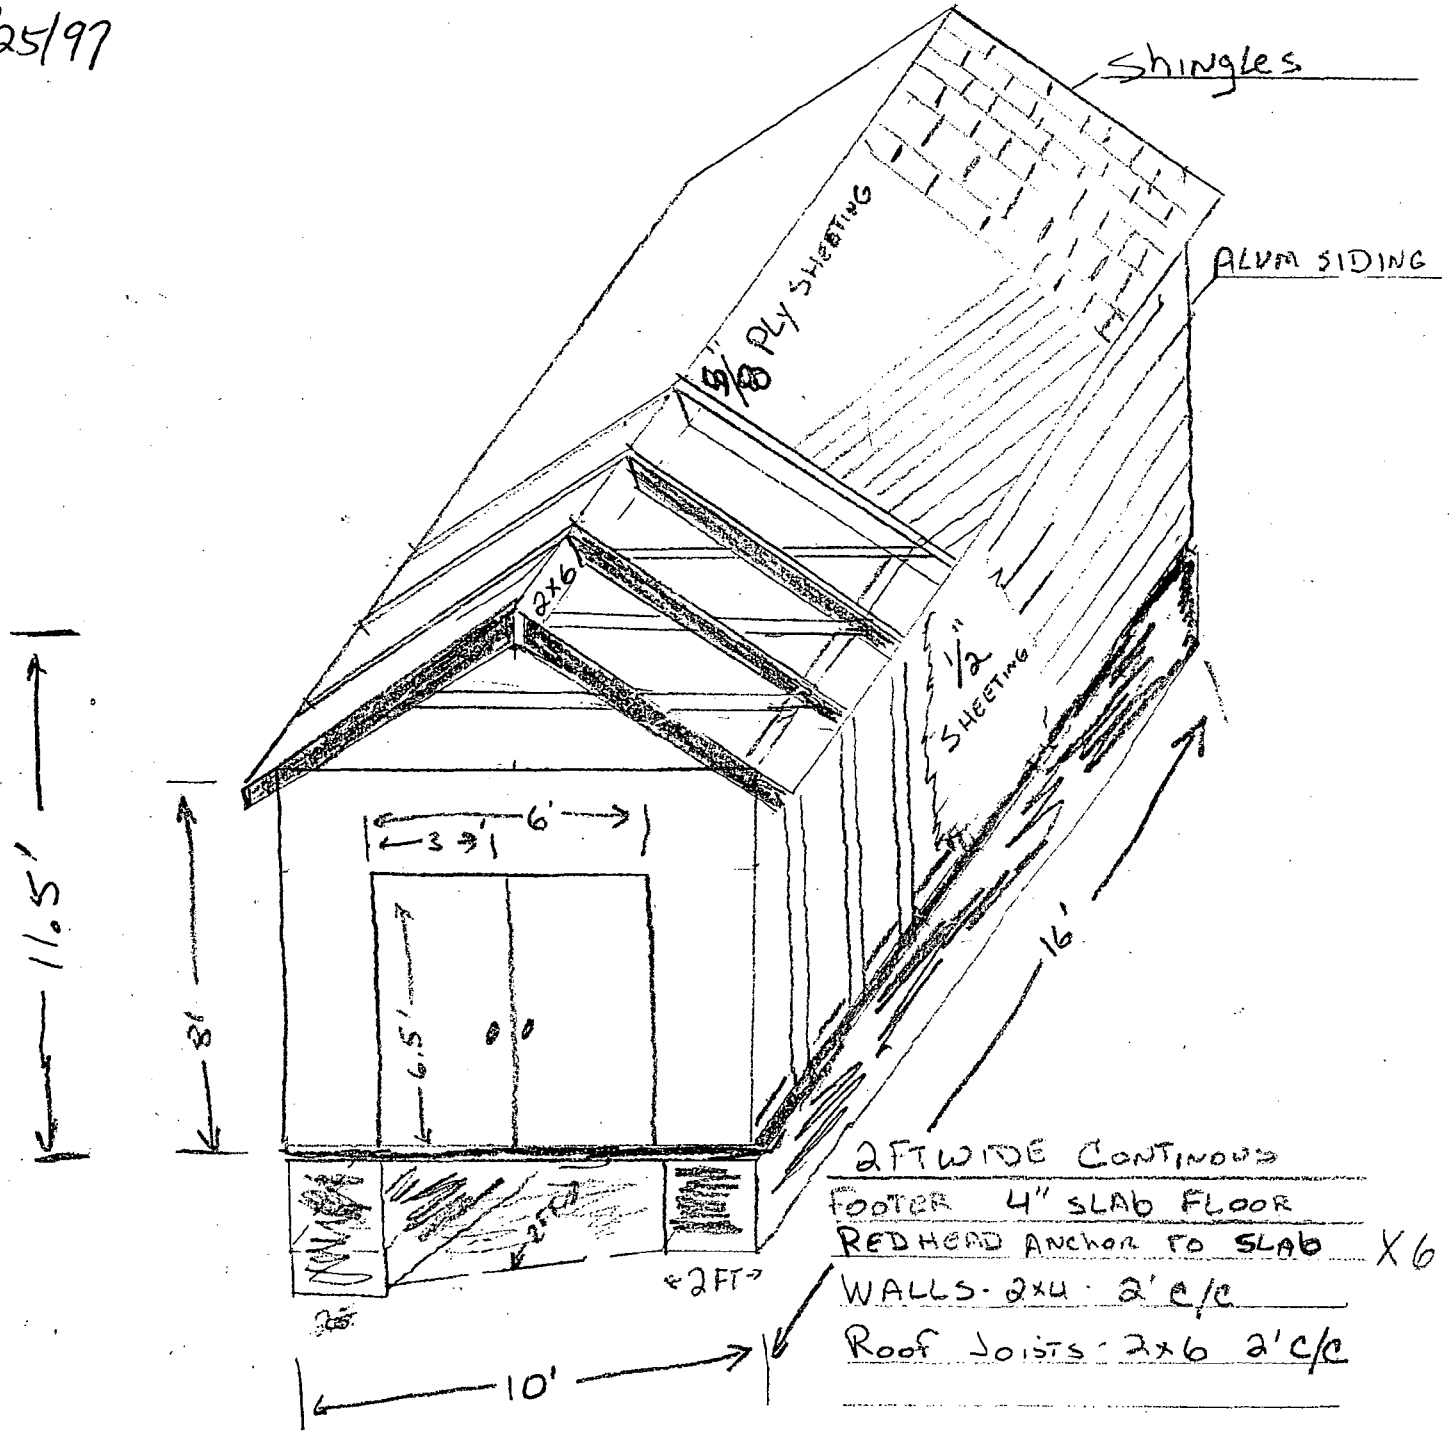 25/97
Shingles
ALUM SIDING
5/8" PLY SHEETING
2x6
1/2"
SHEETING
6'
3'
11.5'
8'
6.5'
16'
2FT WIDE CONTINOUS
FOOTER 4" SLAB FLOOR
REDHEAD ANCHOR TO SLAB X6
WALLS - 2x4 - 2' C/C
ROOF JOISTS - 2x6 2' C/C
2FT
10'